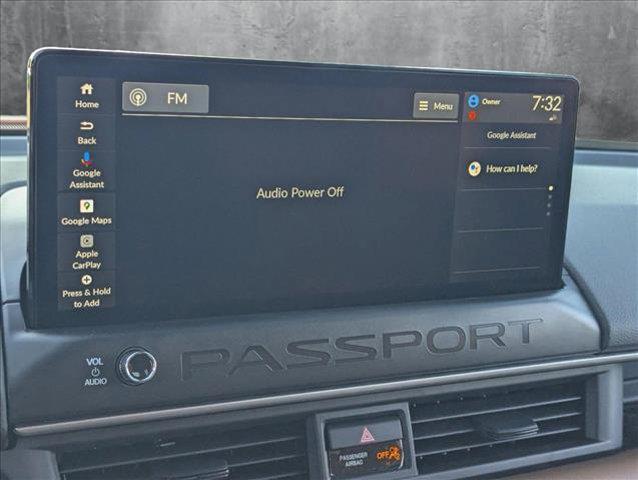 Home
FM
Menu
Owner
7:32
Back
Google Assistant
Google
Assistant
How can I help?
Audio Power Off
Google Maps
Apple
CarPlay
Press & Hold
to Add
PASSPORT
VOL
AUDIO
PASSENGER
AIRBAG
OFF